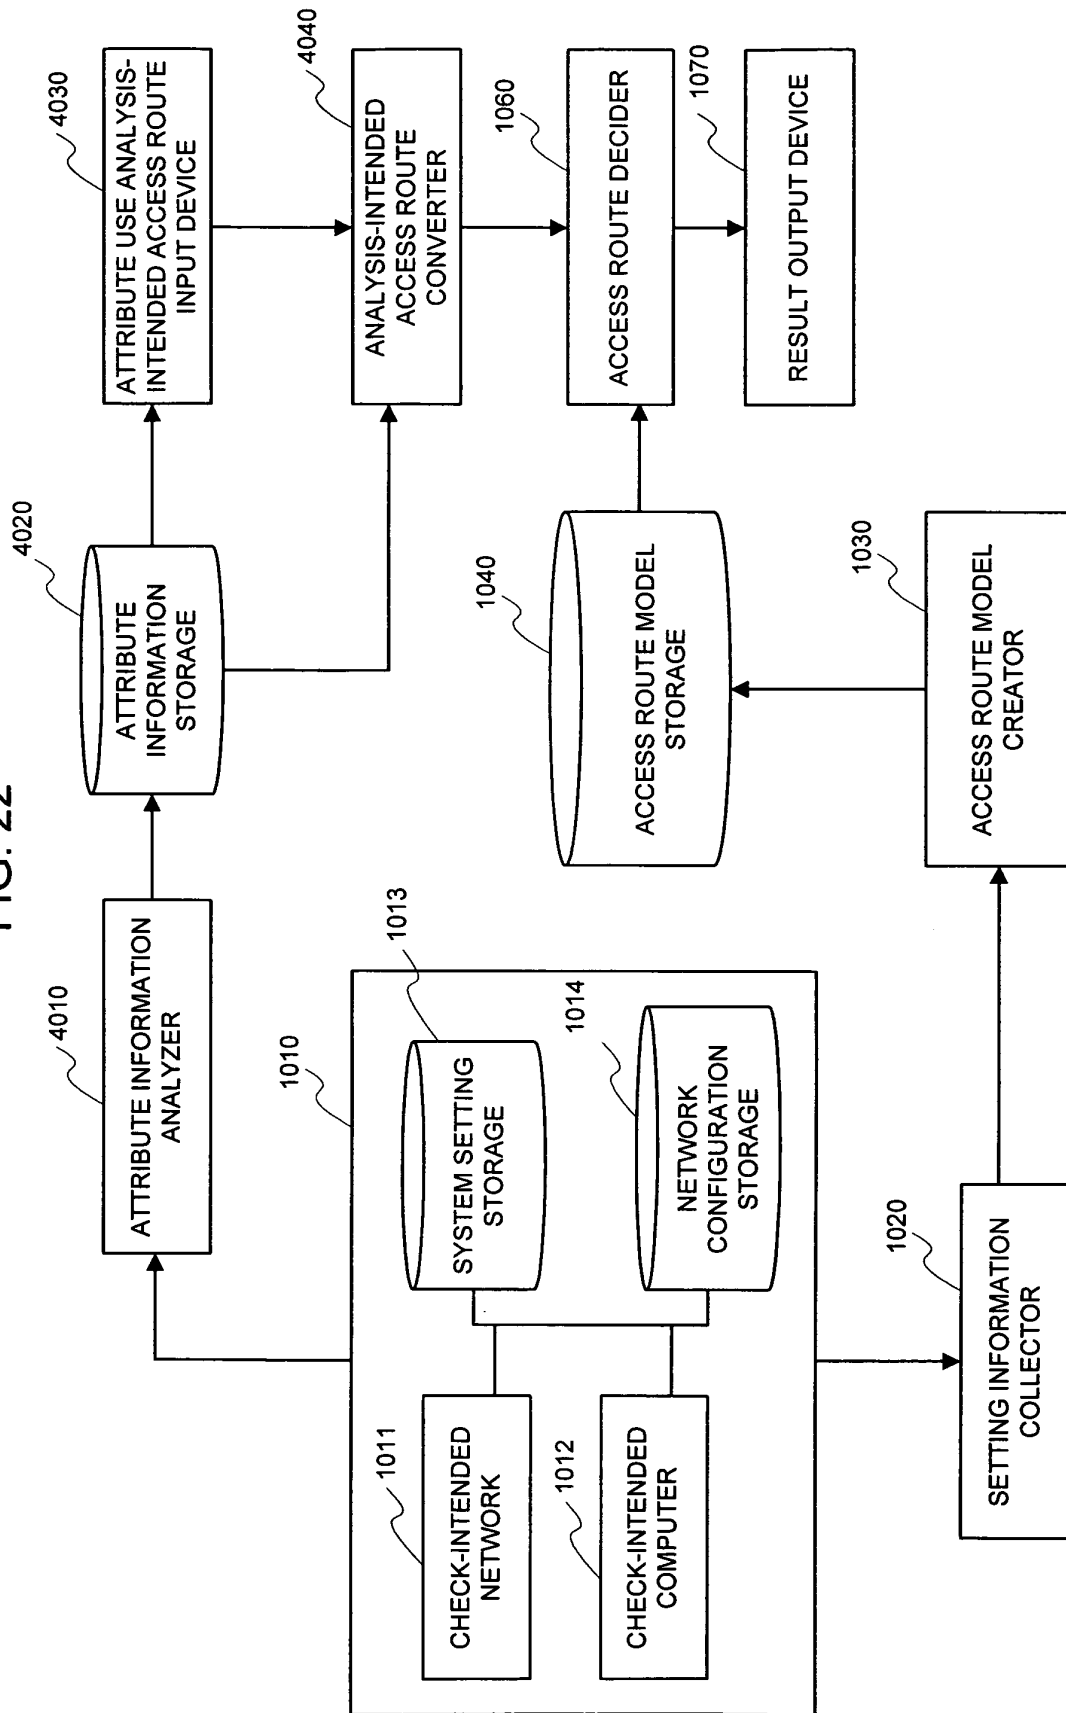 FIG. 22
4010
ATTRIBUTE INFORMATION
ANALYZER
4020
ATTRIBUTE
INFORMATION
STORAGE
4030
ATTRIBUTE USE ANALYSIS-
INTENDED ACCESS ROUTE
INPUT DEVICE
1010
1011
CHECK-INTENDED
NETWORK
1013
SYSTEM SETTING
STORAGE
4040
ANALYSIS-INTENDED
ACCESS ROUTE
CONVERTER
1012
CHECK-INTENDED
COMPUTER
1014
NETWORK
CONFIGURATION
STORAGE
1040
ACCESS ROUTE MODEL
STORAGE
1060
ACCESS ROUTE DECIDER
1070
RESULT OUTPUT DEVICE
1020
SETTING INFORMATION
COLLECTOR
1030
ACCESS ROUTE MODEL
CREATOR